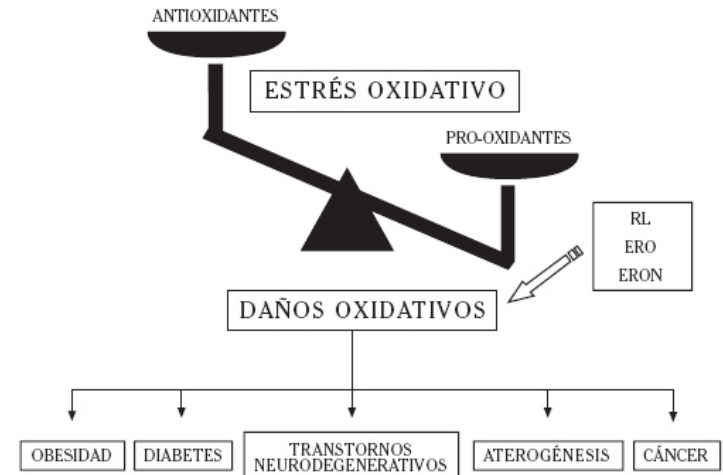 ANTIOXIDANTES
ESTRÉS OXIDATIVO
PRO-OXIDANTES
RL
ERO
ERON
DAÑOS OXIDATIVOS
OBESIDAD
DIABETES
TRANSTORNOS
NEURODEGENERATIVOS
ATEROGÉNESIS
CÁNCER